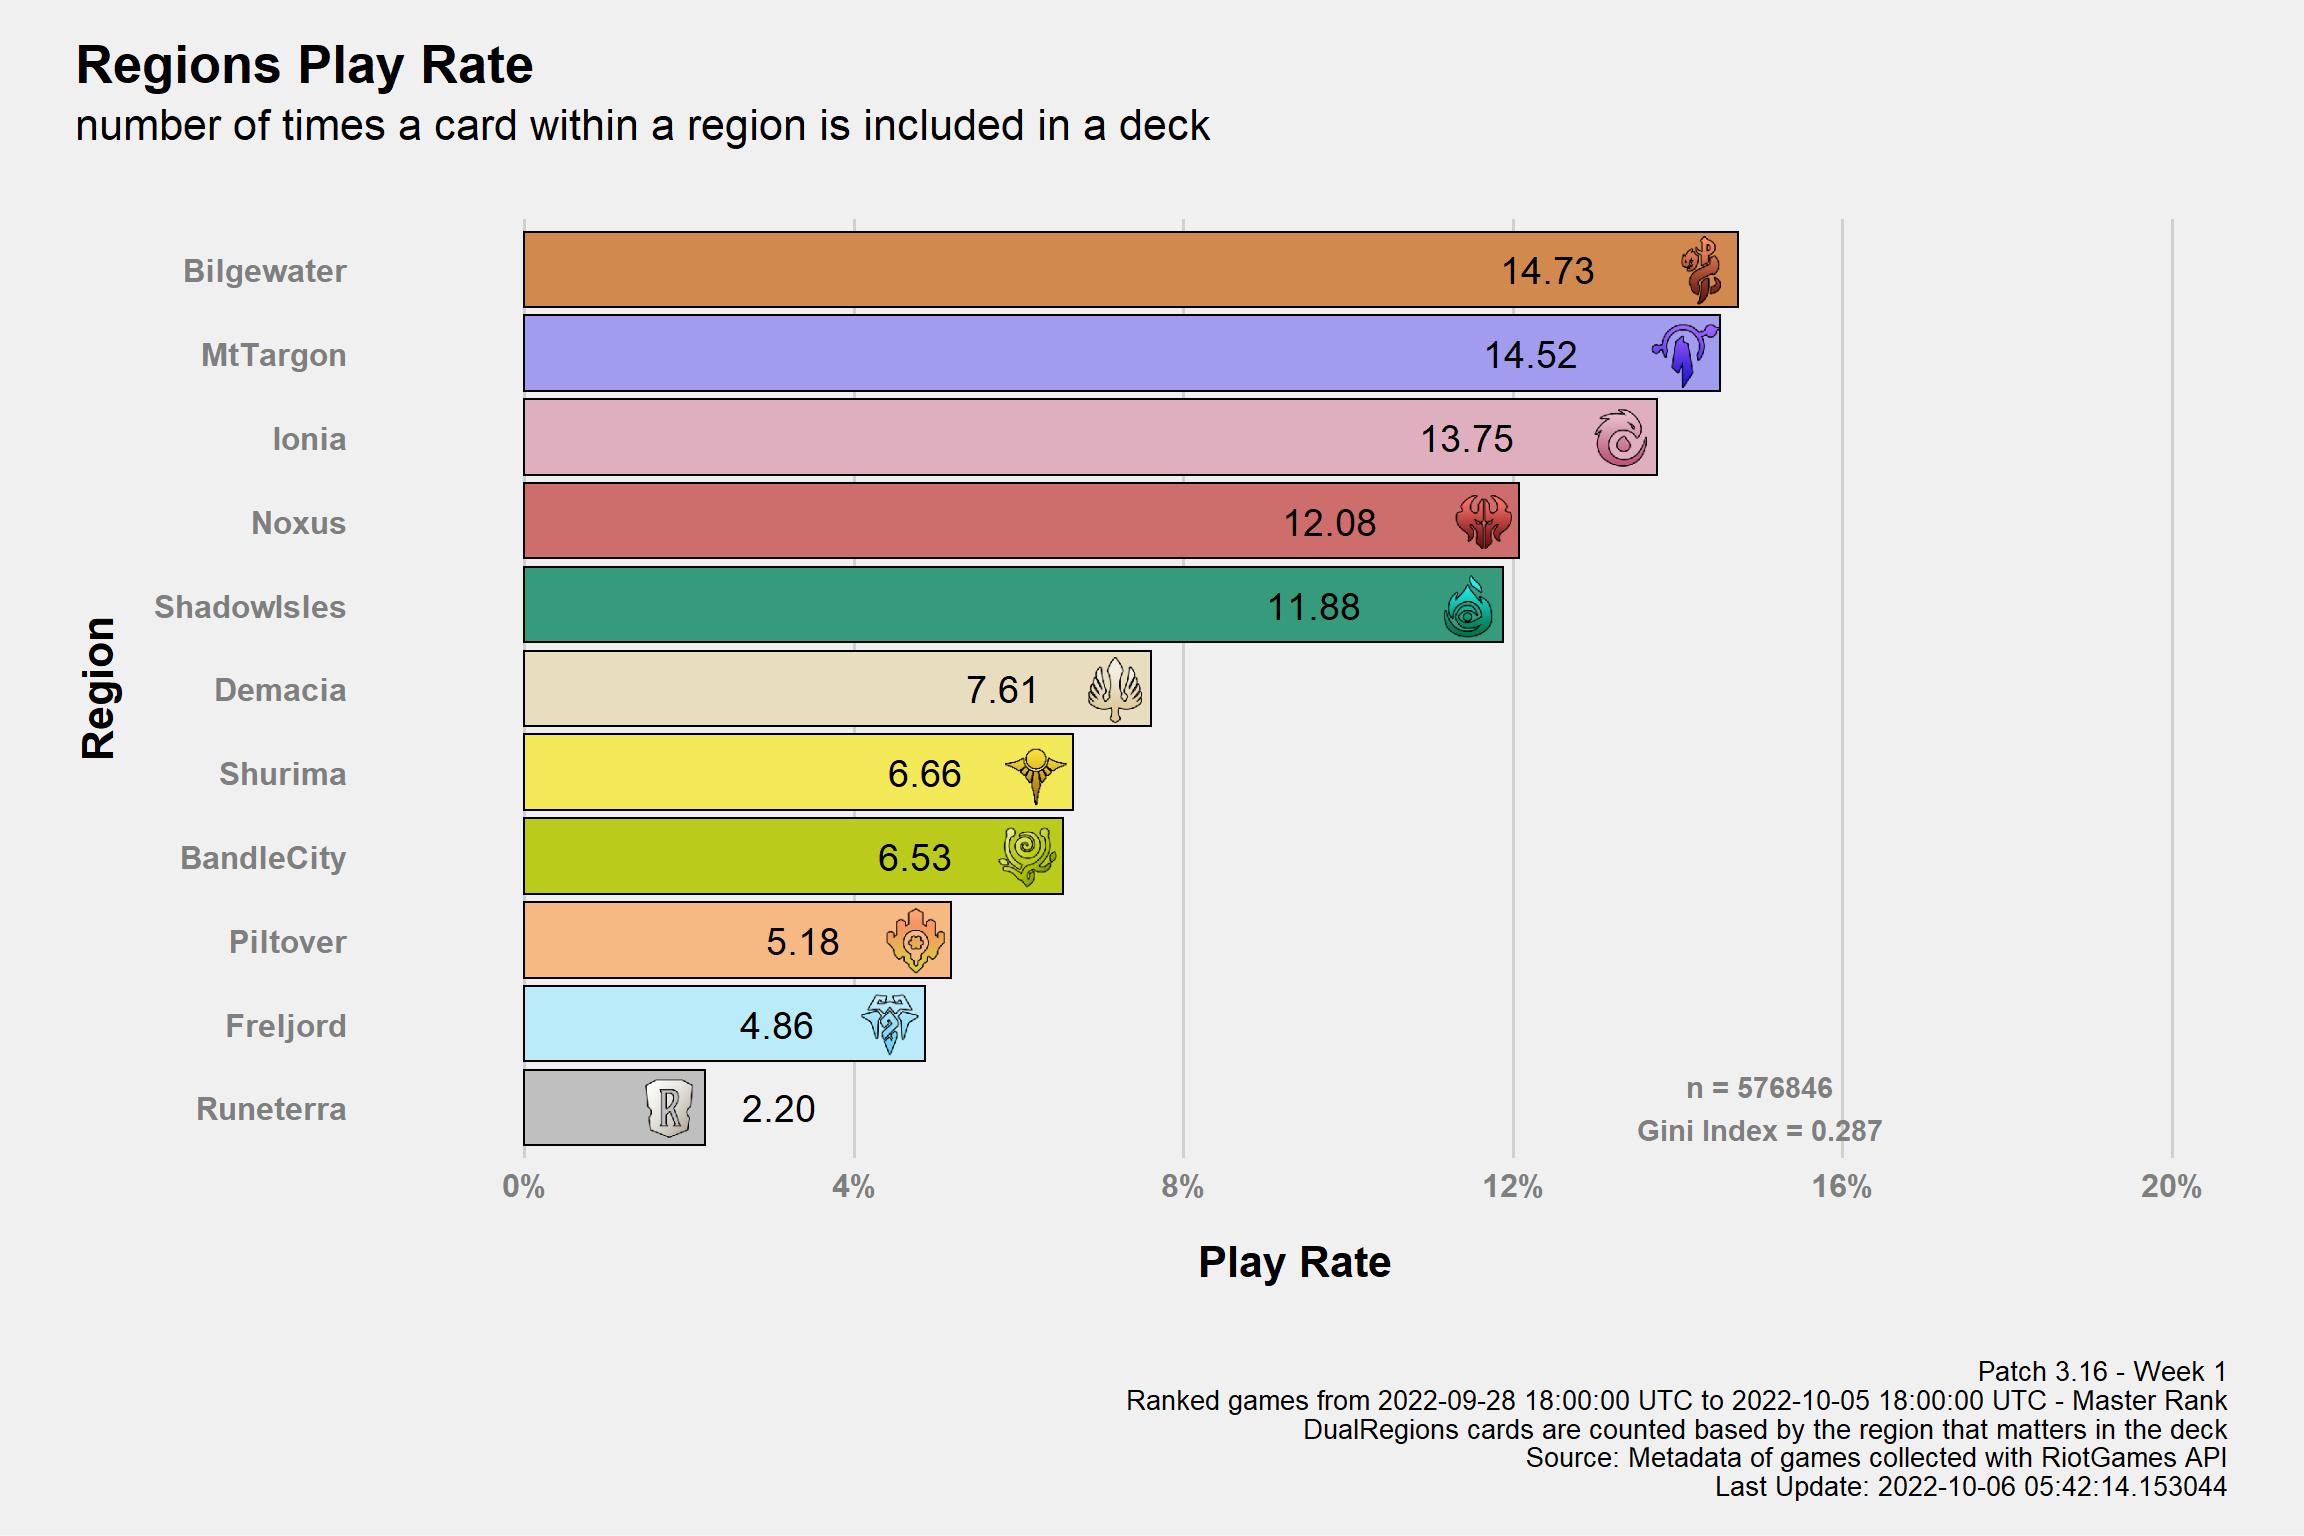 Regions Play Rate
number of times a card within a region is included in a deck
Region
Bilgewater 14.73
MtTargon 14.52
Ionia 13.75
Noxus 12.08
ShadowIsles 11.88
Demacia 7.61
Shurima 6.66
BandleCity 6.53
Piltover 5.18
Freljord 4.86
Runeterra R 2.20
n = 576846
Gini Index = 0.287
0% 4% 8% 12% 16% 20%
Play Rate
Patch 3.16 - Week 1
Ranked games from 2022-09-28 18:00:00 UTC to 2022-10-05 18:00:00 UTC - Master Rank
DualRegions cards are counted based by the region that matters in the deck
Source: Metadata of games collected with RiotGames API
Last Update: 2022-10-06 05:42:14.153044